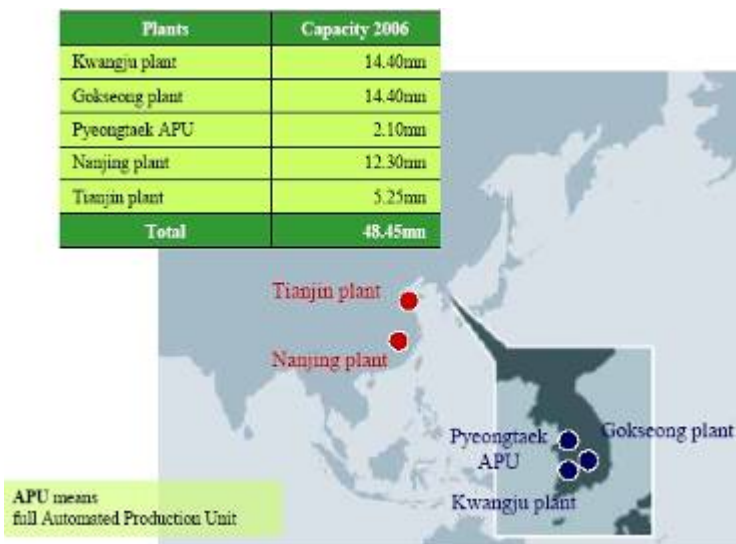 Plants Capacity 2006
Kwangju plant 14.40mn
Gokseong plant 14.40mn
Pyeongtaek APU 2.10mn
Nanjing plant 12.30mn
Tianjin plant 5.25mn
Total 48.45mn
Tianjin plant
Nanjing plant
Pyeongtaek
APU
Gokseong plant
Kwangju plant
APU means
full Automated Production Unit